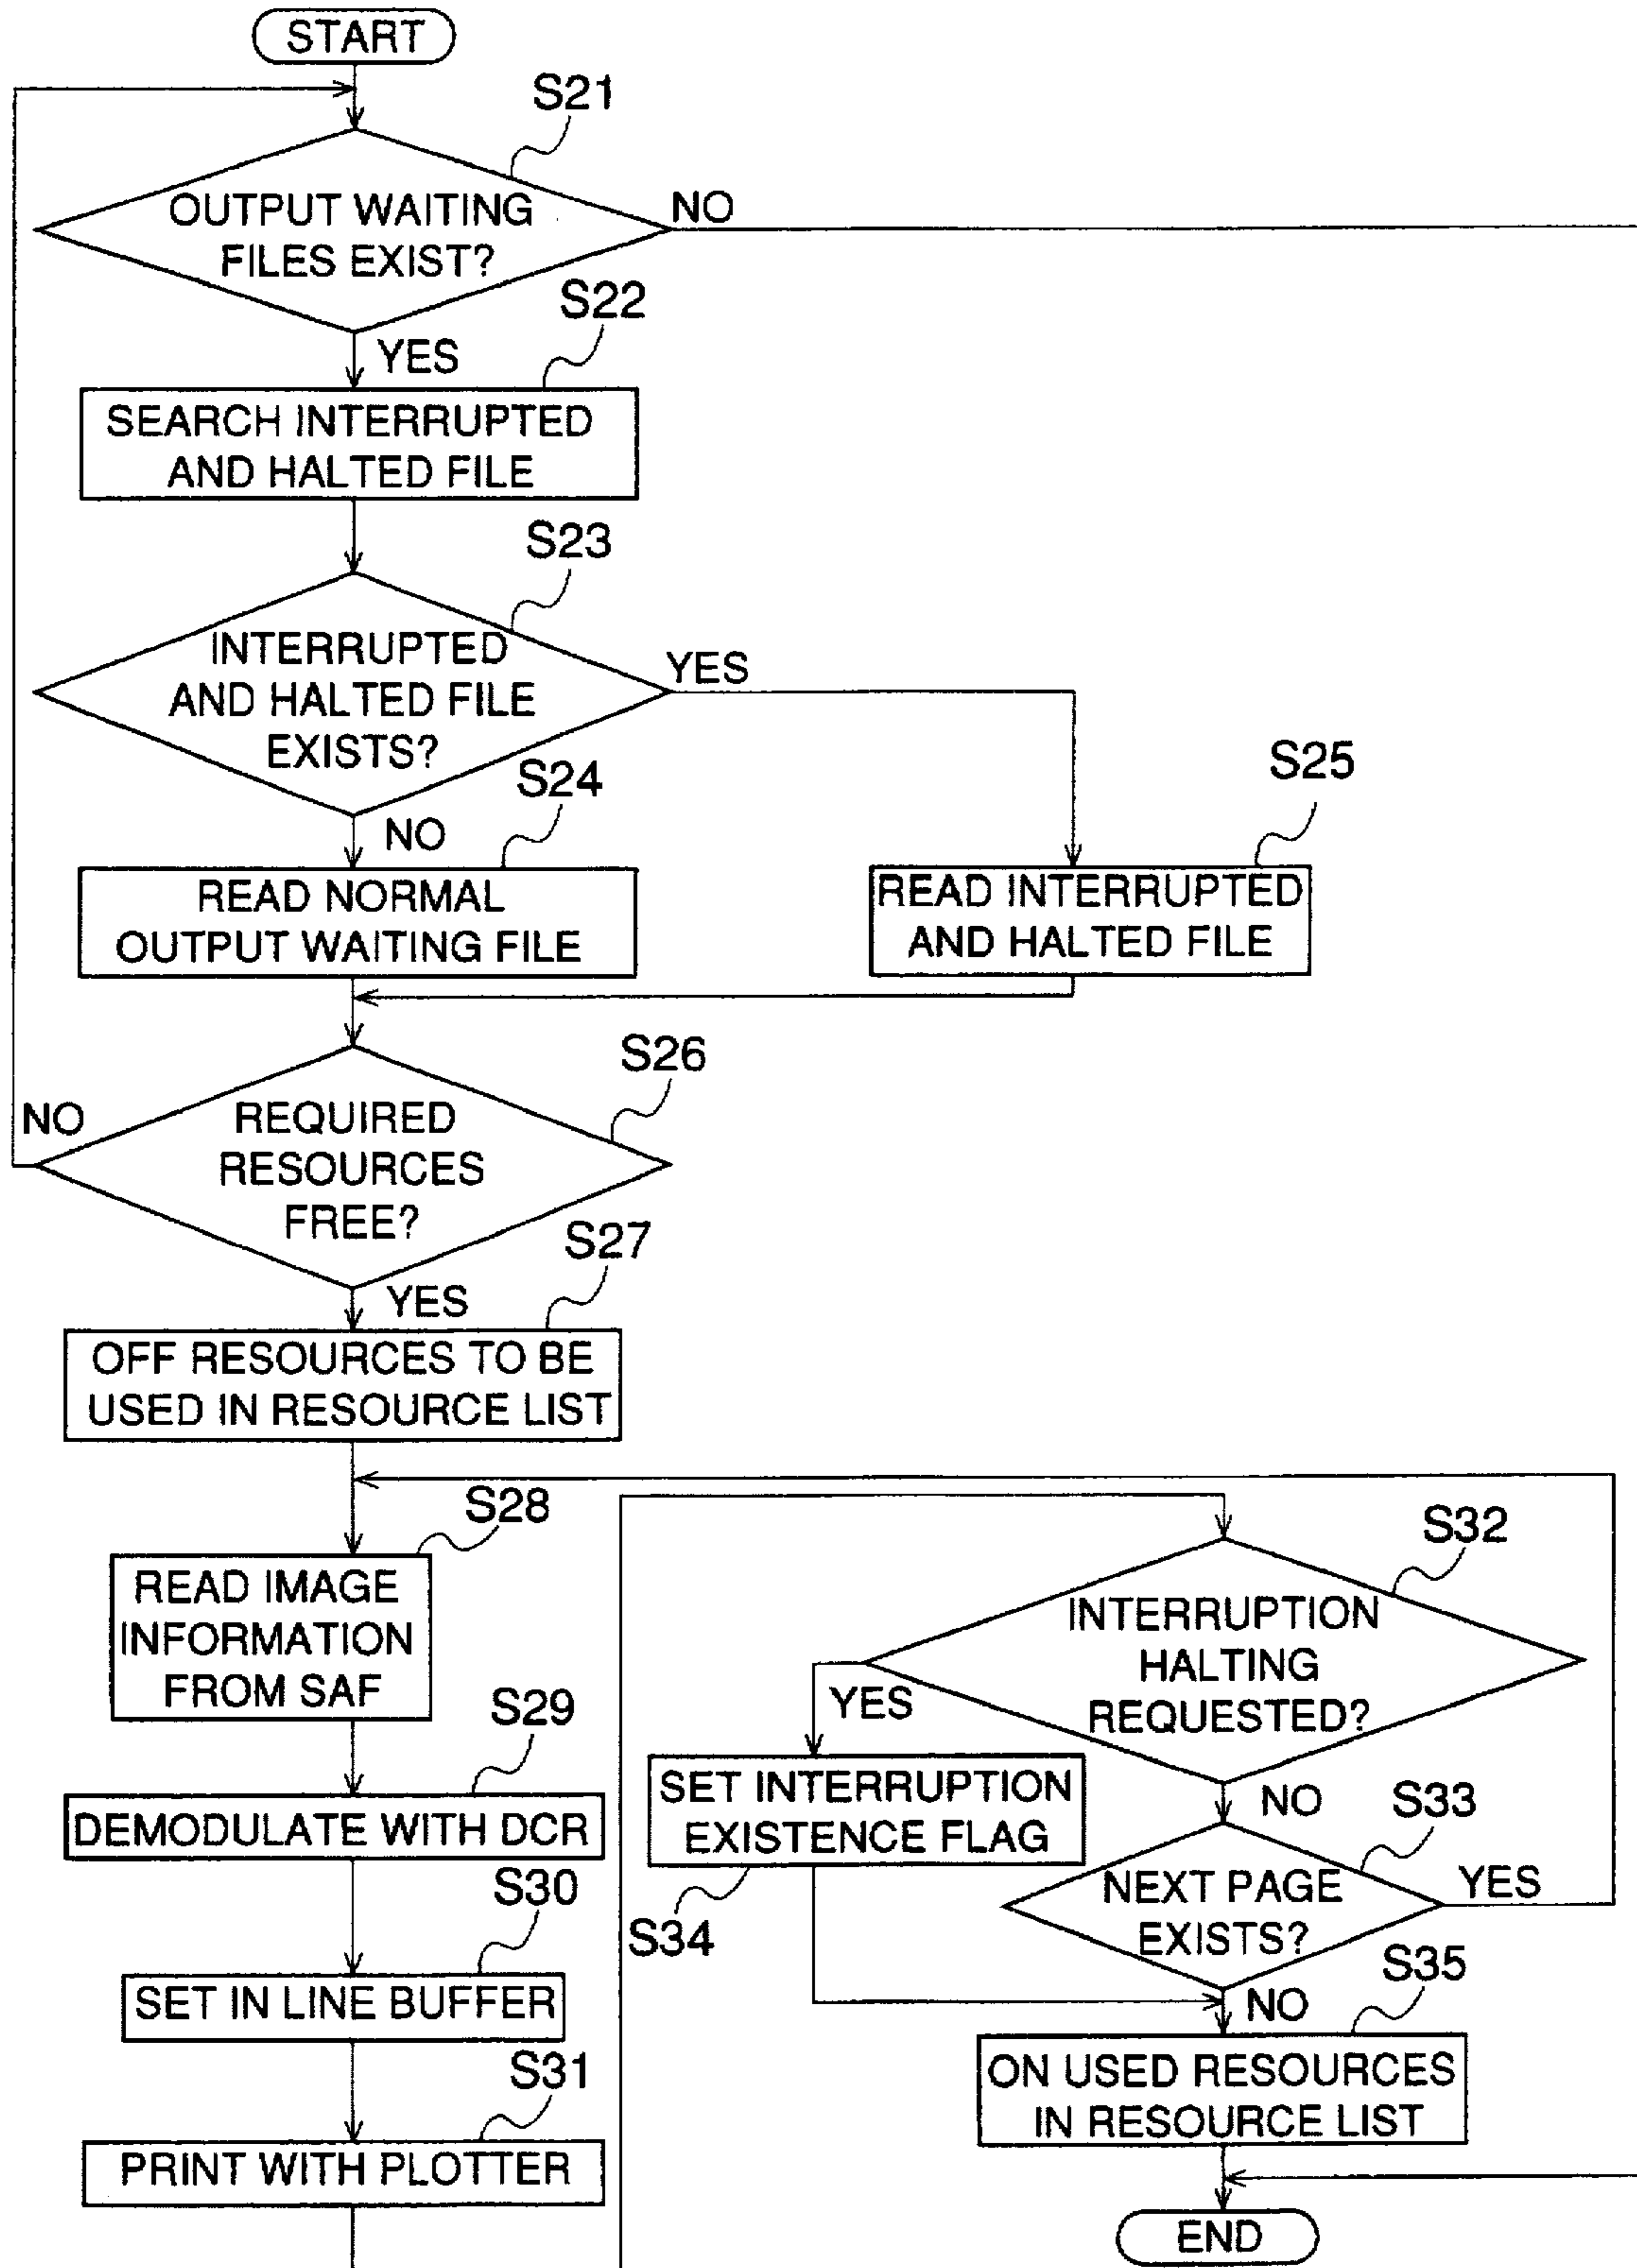 START
S21
OUTPUT WAITING
FILES EXIST?
NO
YES
S22
SEARCH INTERRUPTED
AND HALTED FILE
S23
INTERRUPTED
AND HALTED FILE
EXISTS?
YES
NO
S24
READ NORMAL
OUTPUT WAITING FILE
S25
READ INTERRUPTED
AND HALTED FILE
S26
REQUIRED
RESOURCES
FREE?
NO
YES
S27
OFF RESOURCES TO BE
USED IN RESOURCE LIST
S28
READ IMAGE
INFORMATION
FROM SAF
S29
DEMODULATE WITH DCR
S30
SET IN LINE BUFFER
S31
PRINT WITH PLOTTER
S32
INTERRUPTION
HALTING
REQUESTED?
YES
NO
S34
SET INTERRUPTION
EXISTENCE FLAG
S33
NEXT PAGE
EXISTS?
YES
NO
S35
ON USED RESOURCES
IN RESOURCE LIST
END